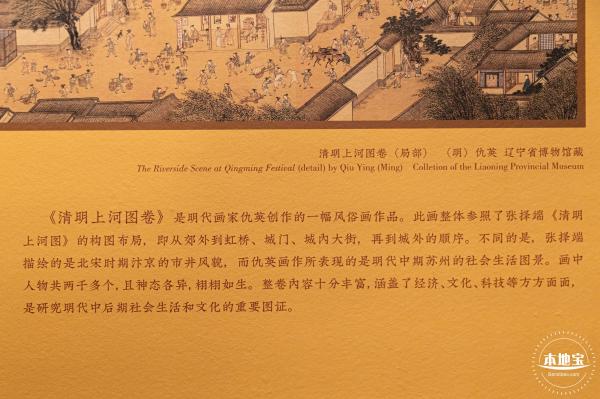 清明上河图卷（局部） （明）仇英 辽宁省博物馆藏
The Riverside Scene at Qingming Festival (detail) by Qiu Ying (Ming) Colletion of the Liaoning Provincial Museum
《清明上河图卷》是明代画家仇英创作的一幅风俗画作品。此画整体参照了张择端《清
明上河图》的构图布局，即从郊外到虹桥、城门、城内大街，再到城外的顺序。不同的是，张择端
描绘的是北宋时期汴京的市井风貌，而仇英画作所表现的是明代中期苏州的社会生活图景。画中
人物共两千多个，且神态各异，栩栩如生。整卷内容十分丰富，涵盖了经济、文化、科技等方方面面，
是研究明代中后期社会生活和文化的重要图证。
本地宝
Bendibao.com